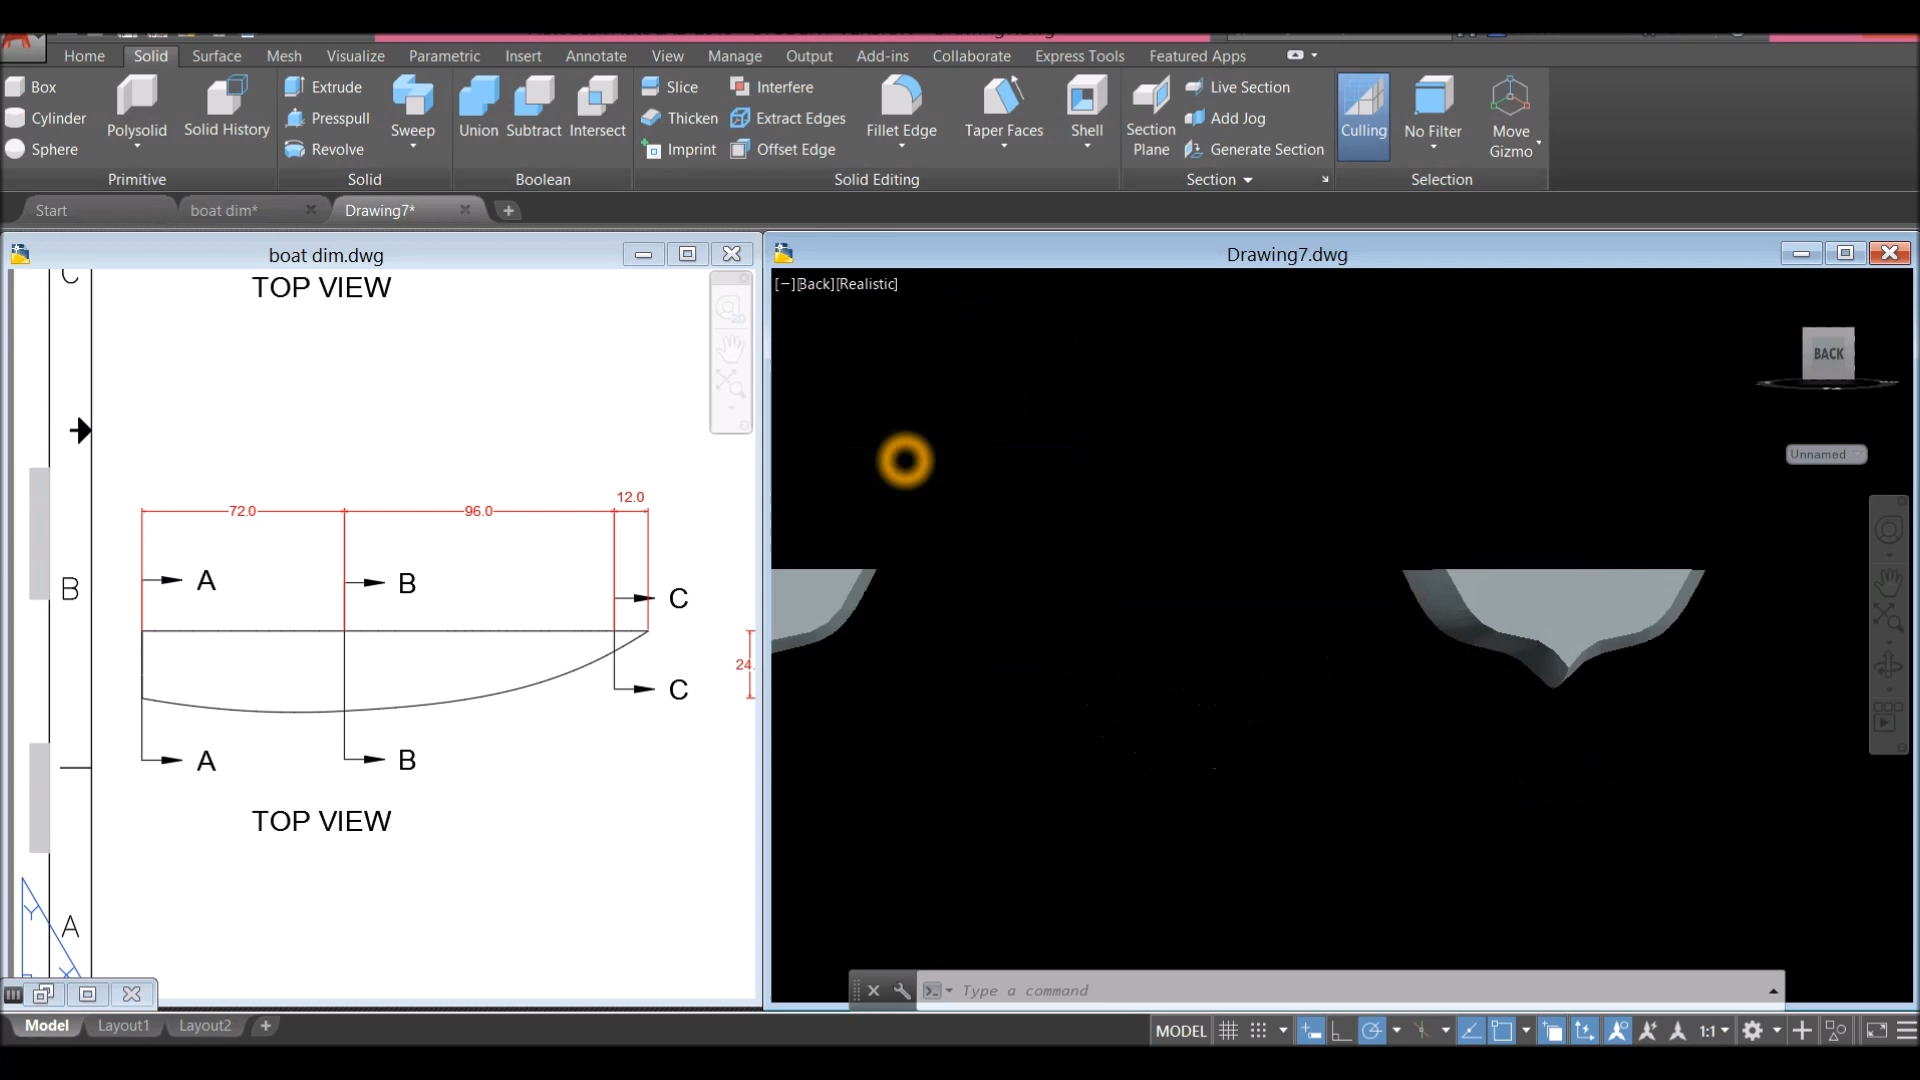 Home Solid Surface Mesh Visualize Parametric Insert Annotate View Manage Output Add-ins Collaborate Express Tools Featured Apps
Box Extrude Slice Interfere Live Section
Cylinder Presspull Thicken Extract Edges Add Jog
Sphere Revolve Imprint Offset Edge Generate Section
Polysolid Solid History Sweep Union Subtract Intersect Fillet Edge Taper Faces Shell Section Plane Culling No Filter Move Gizmo
Primitive Solid Boolean Solid Editing Section Selection
Start boat dim* Drawing7*
boat dim.dwg
Drawing7.dwg
[−][Back][Realistic]
C
TOP VIEW
2D
BACK
Unnamed
12.0
72.0 96.0
A B C
B
24.
C
A B
TOP VIEW
Y
A
X
Type a command
Model Layout1 Layout2
MODEL 1:1